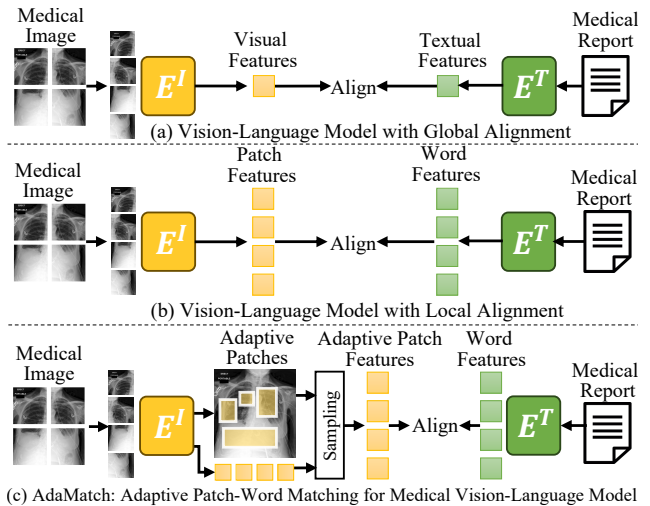 Medical
Image
E^I
Visual
Features
Align
Textual
Features
E^T
Medical
Report
(a) Vision-Language Model with Global Alignment
Medical
Image
E^I
Patch
Features
Align
Word
Features
E^T
Medical
Report
(b) Vision-Language Model with Local Alignment
Medical
Image
E^I
Adaptive
Patches
Sampling
Adaptive Patch
Features
Align
Word
Features
E^T
Medical
Report
(c) AdaMatch: Adaptive Patch-Word Matching for Medical Vision-Language Model